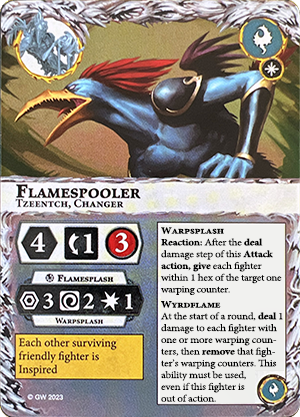 FLAMESPOOLER
TZEENTCH, CHANGER
4 1 3
FLAMESPLASH
3 2 1
WARPSPLASH
Each other surviving
friendly fighter is
Inspired
© GW 2023
WARPSPLASH
Reaction: After the deal
damage step of this Attack
action, give each fighter
within 1 hex of the target one
warping counter.
WYRDFLAME
At the start of a round, deal 1
damage to each fighter with
one or more warping coun-
ters, then remove that figh-
ter's warping counters. This
ability must be used,
even if this fighter is
out of action.